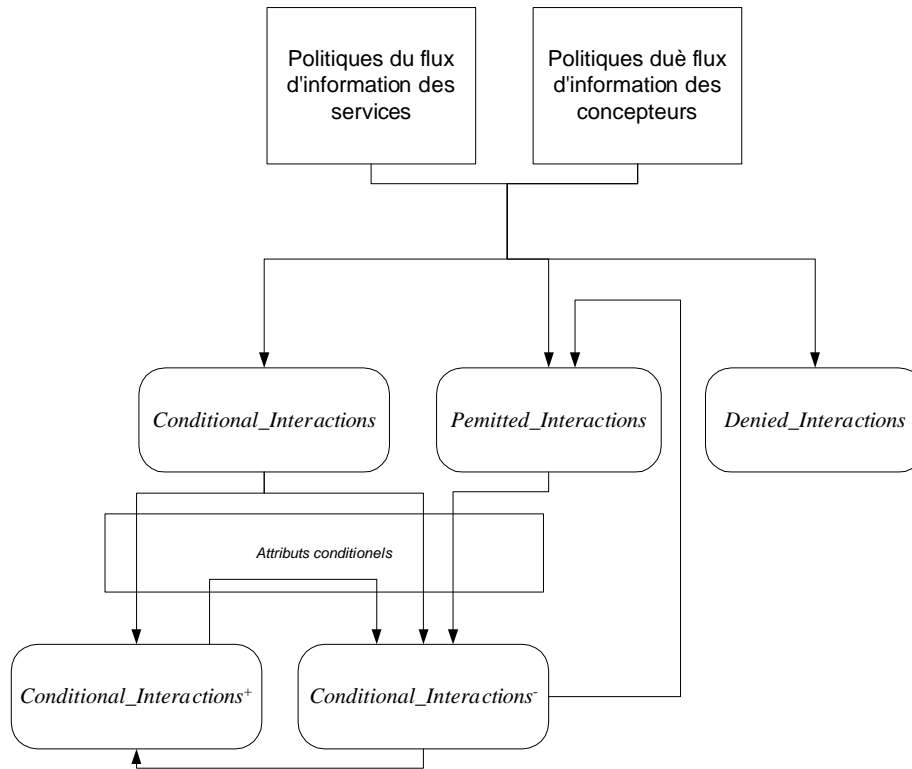 Politiques du flux
d'information des
services
Politiques duè flux
d'information des
concepteurs
Conditional_Interactions
Pemitted_Interactions
Denied_Interactions
Attributs conditionels
Conditional_Interactions⁺
Conditional_Interactions⁻